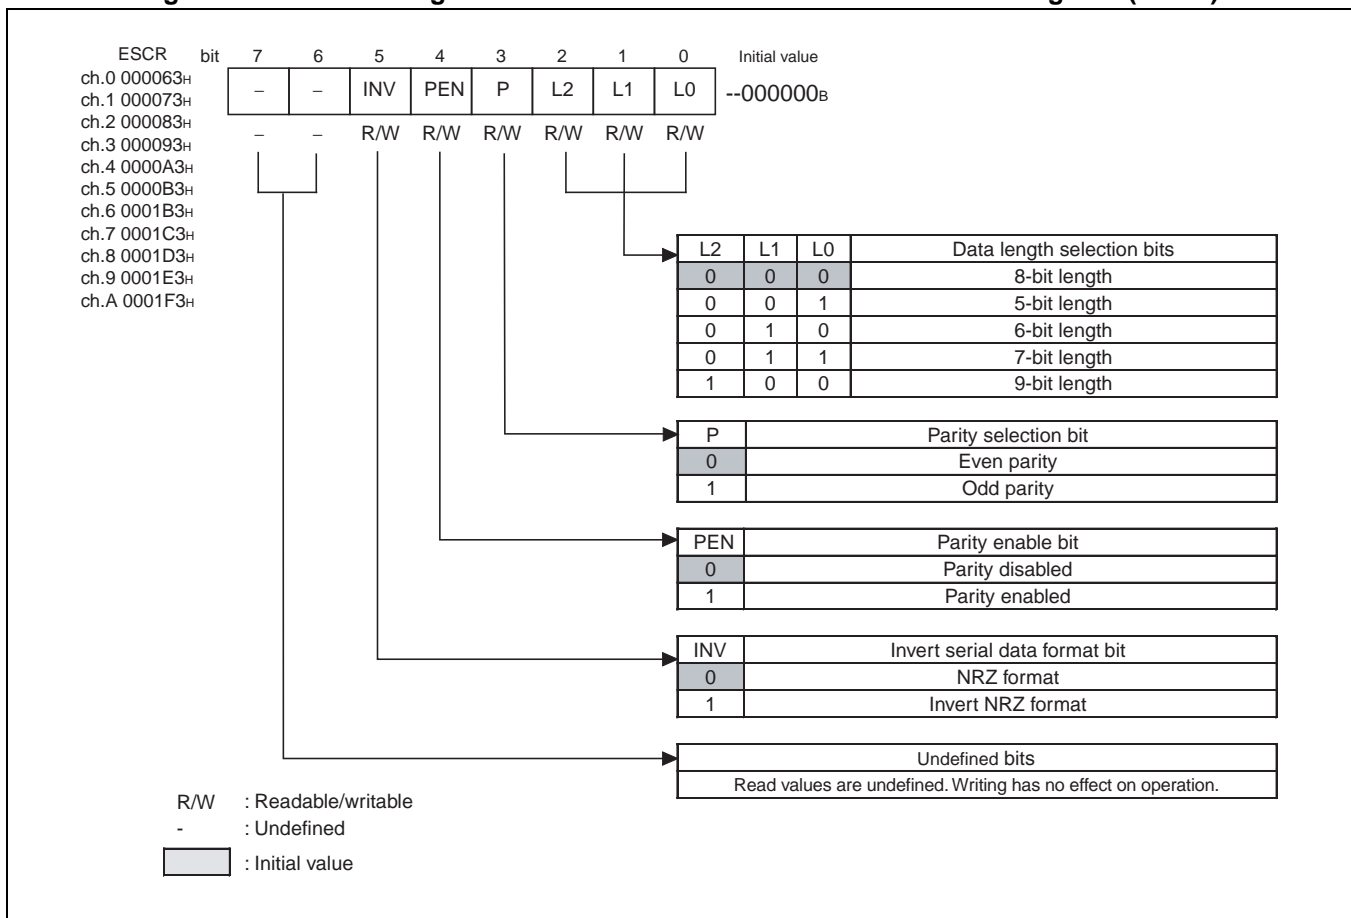 ESCR bit 7 6 5 4 3 2 1 0 Initial value
ch.0 000063H
ch.1 000073H
ch.2 000083H
ch.3 000093H
ch.4 0000A3H
ch.5 0000B3H
ch.6 0001B3H
ch.7 0001C3H
ch.8 0001D3H
ch.9 0001E3H
ch.A 0001F3H
– – INV PEN P L2 L1 L0 --000000B
– – R/W R/W R/W R/W R/W R/W
L2 L1 L0 Data length selection bits
0 0 0 8-bit length
0 0 1 5-bit length
0 1 0 6-bit length
0 1 1 7-bit length
1 0 0 9-bit length
P Parity selection bit
0 Even parity
1 Odd parity
PEN Parity enable bit
0 Parity disabled
1 Parity enabled
INV Invert serial data format bit
0 NRZ format
1 Invert NRZ format
Undefined bits
Read values are undefined. Writing has no effect on operation.
R/W : Readable/writable
- : Undefined
: Initial value